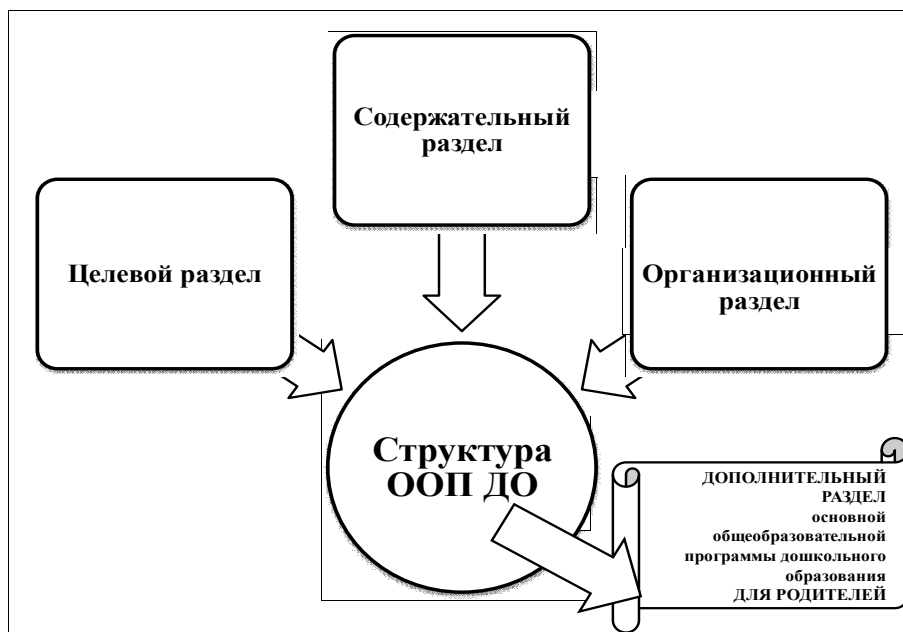 Содержательный
раздел
Целевой раздел
Организационный
раздел
Структура
ООП ДО
ДОПОЛНИТЕЛЬНЫЙ
РАЗДЕЛ
основной
общеобразовательной
программы дошкольного
образования
ДЛЯ РОДИТЕЛЕЙ